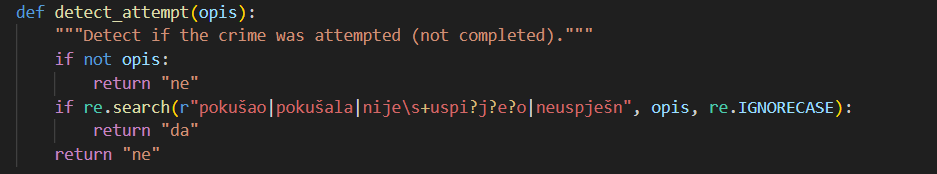 def detect_attempt(opis):
    """Detect if the crime was attempted (not completed)."""
    if not opis:
        return "ne"
    if re.search(r"pokušao|pokušala|nije\s+uspi?j?e?o|neuspješn", opis, re.IGNORECASE):
        return "da"
    return "ne"